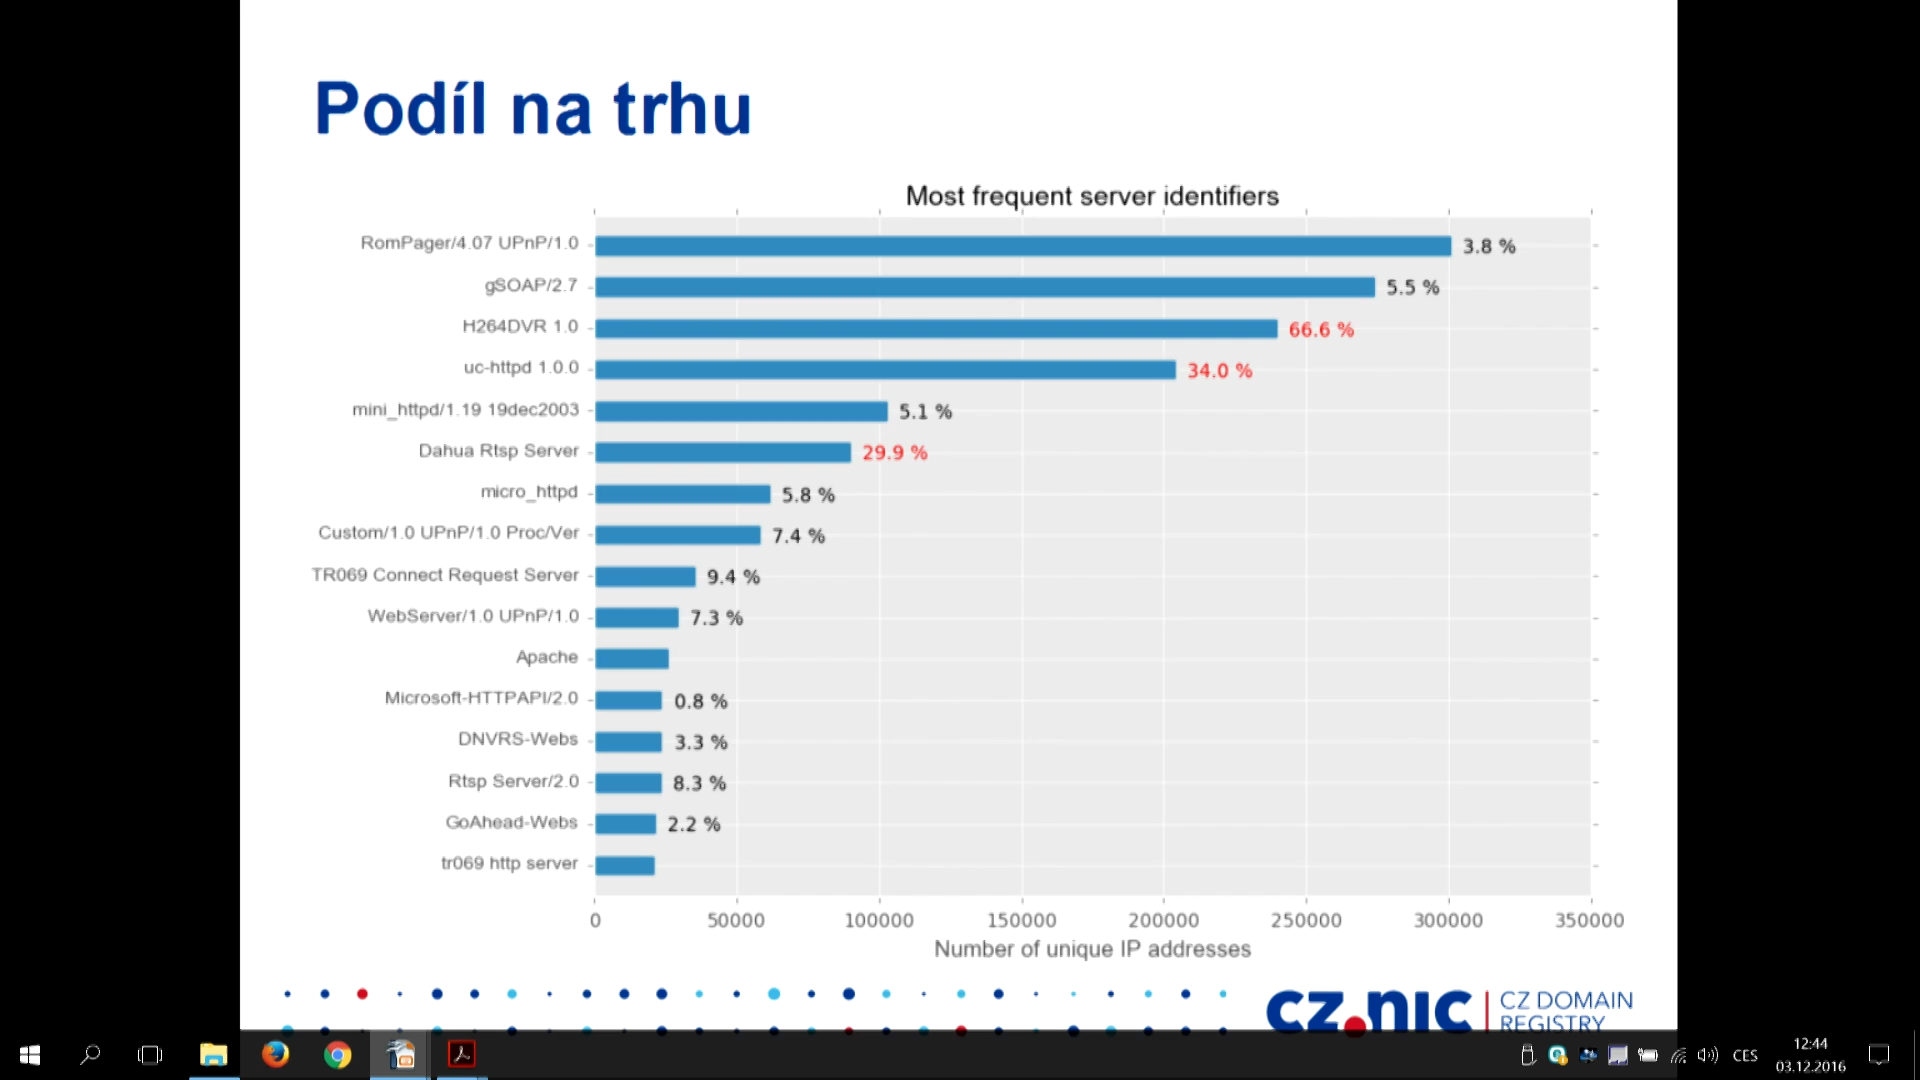 Podíl na trhu
Most frequent server identifiers
RomPager/4.07 UPnP/1.0 3.8 %
gSOAP/2.7 5.5 %
H264DVR 1.0 66.6 %
uc-httpd 1.0.0 34.0 %
mini_httpd/1.19 19dec2003 5.1 %
Dahua Rtsp Server 29.9 %
micro_httpd 5.8 %
Custom/1.0 UPnP/1.0 Proc/Ver 7.4 %
TR069 Connect Request Server 9.4 %
WebServer/1.0 UPnP/1.0 7.3 %
Apache
Microsoft-HTTPAPI/2.0 0.8 %
DNVRS-Webs 3.3 %
Rtsp Server/2.0 8.3 %
GoAhead-Webs 2.2 %
tr069 http server
0 50000 100000 150000 200000 250000 300000 350000
Number of unique IP addresses
cz.nic CZ DOMAIN
REGISTRY
CES 12:44
03.12.2016